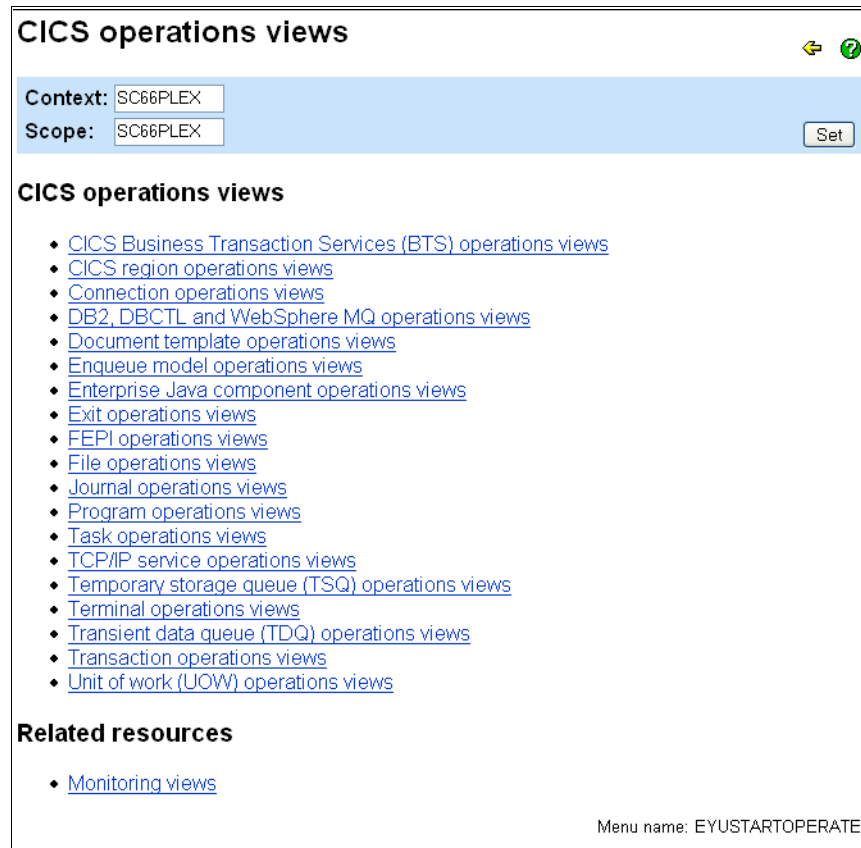 CICS operations views
Context: SC66PLEX
Scope: SC66PLEX
Set
CICS operations views
CICS Business Transaction Services (BTS) operations views
CICS region operations views
Connection operations views
DB2, DBCTL and WebSphere MQ operations views
Document template operations views
Enqueue model operations views
Enterprise Java component operations views
Exit operations views
FEPI operations views
File operations views
Journal operations views
Program operations views
Task operations views
TCP/IP service operations views
Temporary storage queue (TSQ) operations views
Terminal operations views
Transient data queue (TDQ) operations views
Transaction operations views
Unit of work (UOW) operations views
Related resources
Monitoring views
Menu name: EYUSTARTOPERATE